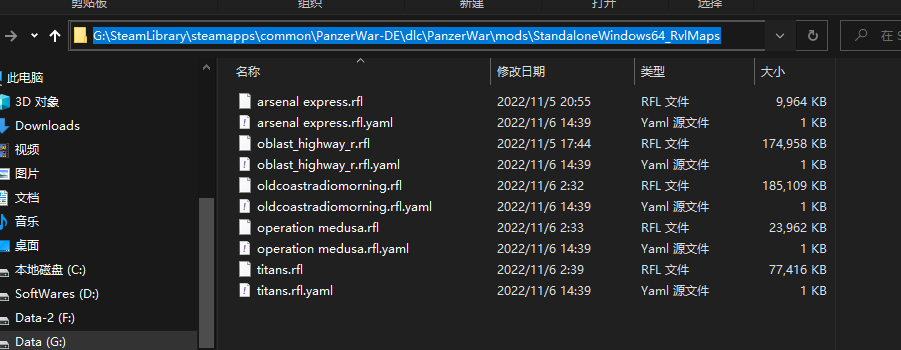 剪贴板 组织 新建 打开 选择
G:\SteamLibrary\steamapps\common\PanzerWar-DE\dlc\PanzerWar\mods\StandaloneWindows64_RvlMaps
在 S
此电脑
3D 对象
Downloads
视频
图片
文档
音乐
桌面
本地磁盘 (C:)
SoftWares (D:)
Data-2 (F:)
Data (G:)
名称 修改日期 类型 大小
arsenal express.rfl 2022/11/5 20:55 RFL 文件 9,964 KB
arsenal express.rfl.yaml 2022/11/6 14:39 Yaml 源文件 1 KB
oblast_highway_r.rfl 2022/11/5 17:44 RFL 文件 174,958 KB
oblast_highway_r.rfl.yaml 2022/11/6 14:39 Yaml 源文件 1 KB
oldcoastradiomorning.rfl 2022/11/6 2:32 RFL 文件 185,109 KB
oldcoastradiomorning.rfl.yaml 2022/11/6 14:39 Yaml 源文件 1 KB
operation medusa.rfl 2022/11/6 2:33 RFL 文件 23,962 KB
operation medusa.rfl.yaml 2022/11/6 14:39 Yaml 源文件 1 KB
titans.rfl 2022/11/6 2:39 RFL 文件 77,416 KB
titans.rfl.yaml 2022/11/6 14:39 Yaml 源文件 1 KB